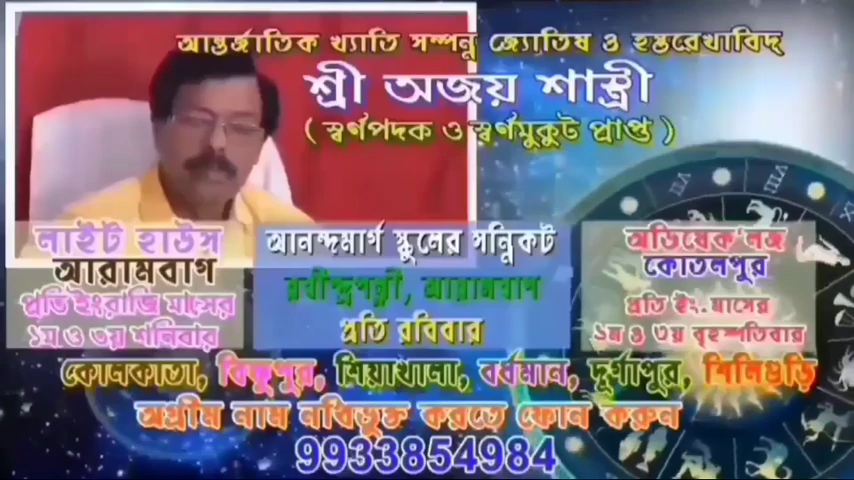 আন্তর্জাতিক খ্যাতি সম্পন্ন জ্যোতিষ ও হস্তরেখাবিদ্
শ্রী অজয় শাস্ত্রী
( স্বর্ণপদক ও স্বর্ণমুকুট প্রাপ্ত )
লাইট হাউস
আরামবাগ
প্রতি ইংরাজি মাসের
১ম ও ৩য় শনিবার
আনন্দমার্গ স্কুলের সন্নিকট
রবীন্দ্রপল্লী, আরামবাগ
প্রতি রবিবার
অভিষেক লজ
কোতলপুর
প্রতি ইং.মাসের
১ম ও ৩য় বৃহস্পতিবার
কোলকাতা, বিষ্ণুপুর, শিয়াখালা, বর্ধমান, দুর্গাপুর, শিলিগুড়ি
অগ্রীম নাম নথিভুক্ত করতে ফোন করুন
9933854984